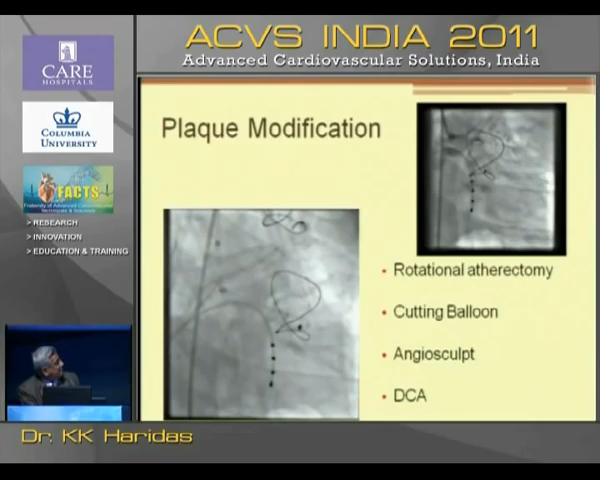 ACVS INDIA 2011
Advanced Cardiovascular Solutions, India
CARE
HOSPITALS
COLUMBIA
UNIVERSITY
FACTS
> RESEARCH
> INNOVATION
> EDUCATION & TRAINING
Plaque Modification
• Rotational atherectomy
• Cutting Balloon
• Angiosculpt
• DCA
Dr. KK Haridas